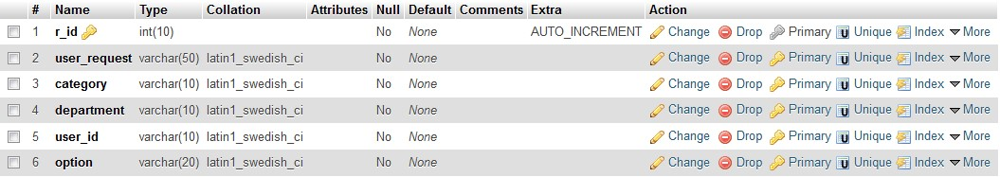 # Name Type Collation Attributes Null Default Comments Extra Action
1 r_id int(10) No None AUTO_INCREMENT Change Drop Primary Unique Index More
2 user_request varchar(50) latin1_swedish_ci No None Change Drop Primary Unique Index More
3 category varchar(10) latin1_swedish_ci No None Change Drop Primary Unique Index More
4 department varchar(10) latin1_swedish_ci No None Change Drop Primary Unique Index More
5 user_id varchar(10) latin1_swedish_ci No None Change Drop Primary Unique Index More
6 option varchar(20) latin1_swedish_ci No None Change Drop Primary Unique Index More